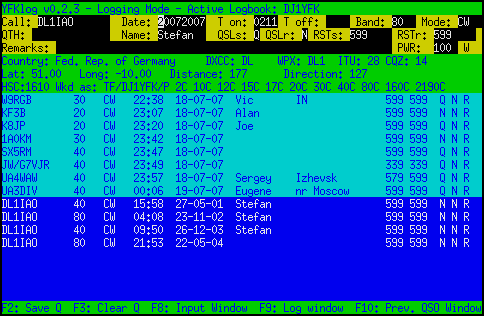 YFKlog v0.2.3 - Logging Mode - Active Logbook: DJ1YFK
Call: DL1IAO Date: 20072007 T on: 0211 T off: Band: 80 Mode: CW
QTH: Name: Stefan QSLs: Q QSLr: N RSTs: 599 RSTr: 599
Remarks: PWR: 100 W
Country: Fed. Rep. of Germany DXCC: DL WPX: DL1 ITU: 28 CQZ: 14
Lat: 51.00 Long: -10.00 Distance: 177 Direction: 127
HSC:1610 Wkd as: TF/DJ1YFK/P 2C 10C 12C 15C 17C 20C 30C 40C 80C 160C 2190C
W9RGB 30 CW 22:38 18-07-07 Vic IN 599 599 Q N R
KF3B 20 CW 23:07 18-07-07 Alan 599 599 Q N R
K8JP 20 CW 23:20 18-07-07 Joe 599 599 Q N R
1A0KM 30 CW 23:42 18-07-07 599 599 Q N R
SX5RM 40 CW 23:47 18-07-07 599 599 Q N R
JW/G7VJR 40 CW 23:49 18-07-07 339 339 Q N R
UA4WAW 40 CW 23:57 18-07-07 Sergey Izhevsk 579 599 Q N R
UA3DIV 40 CW 00:06 19-07-07 Eugene nr Moscow 599 599 Q N R
DL1IAO 40 CW 15:58 27-05-01 Stefan 599 599 N N R
DL1IAO 80 CW 04:08 23-11-02 Stefan 599 599 Q N R
DL1IAO 40 CW 09:50 26-12-03 Stefan 599 599 Q N R
DL1IAO 80 CW 21:53 22-05-04 599 599 Q N R
F2: Save Q F3: Clear Q F8: Input Window F9: Log window F10: Prev. QSO Window